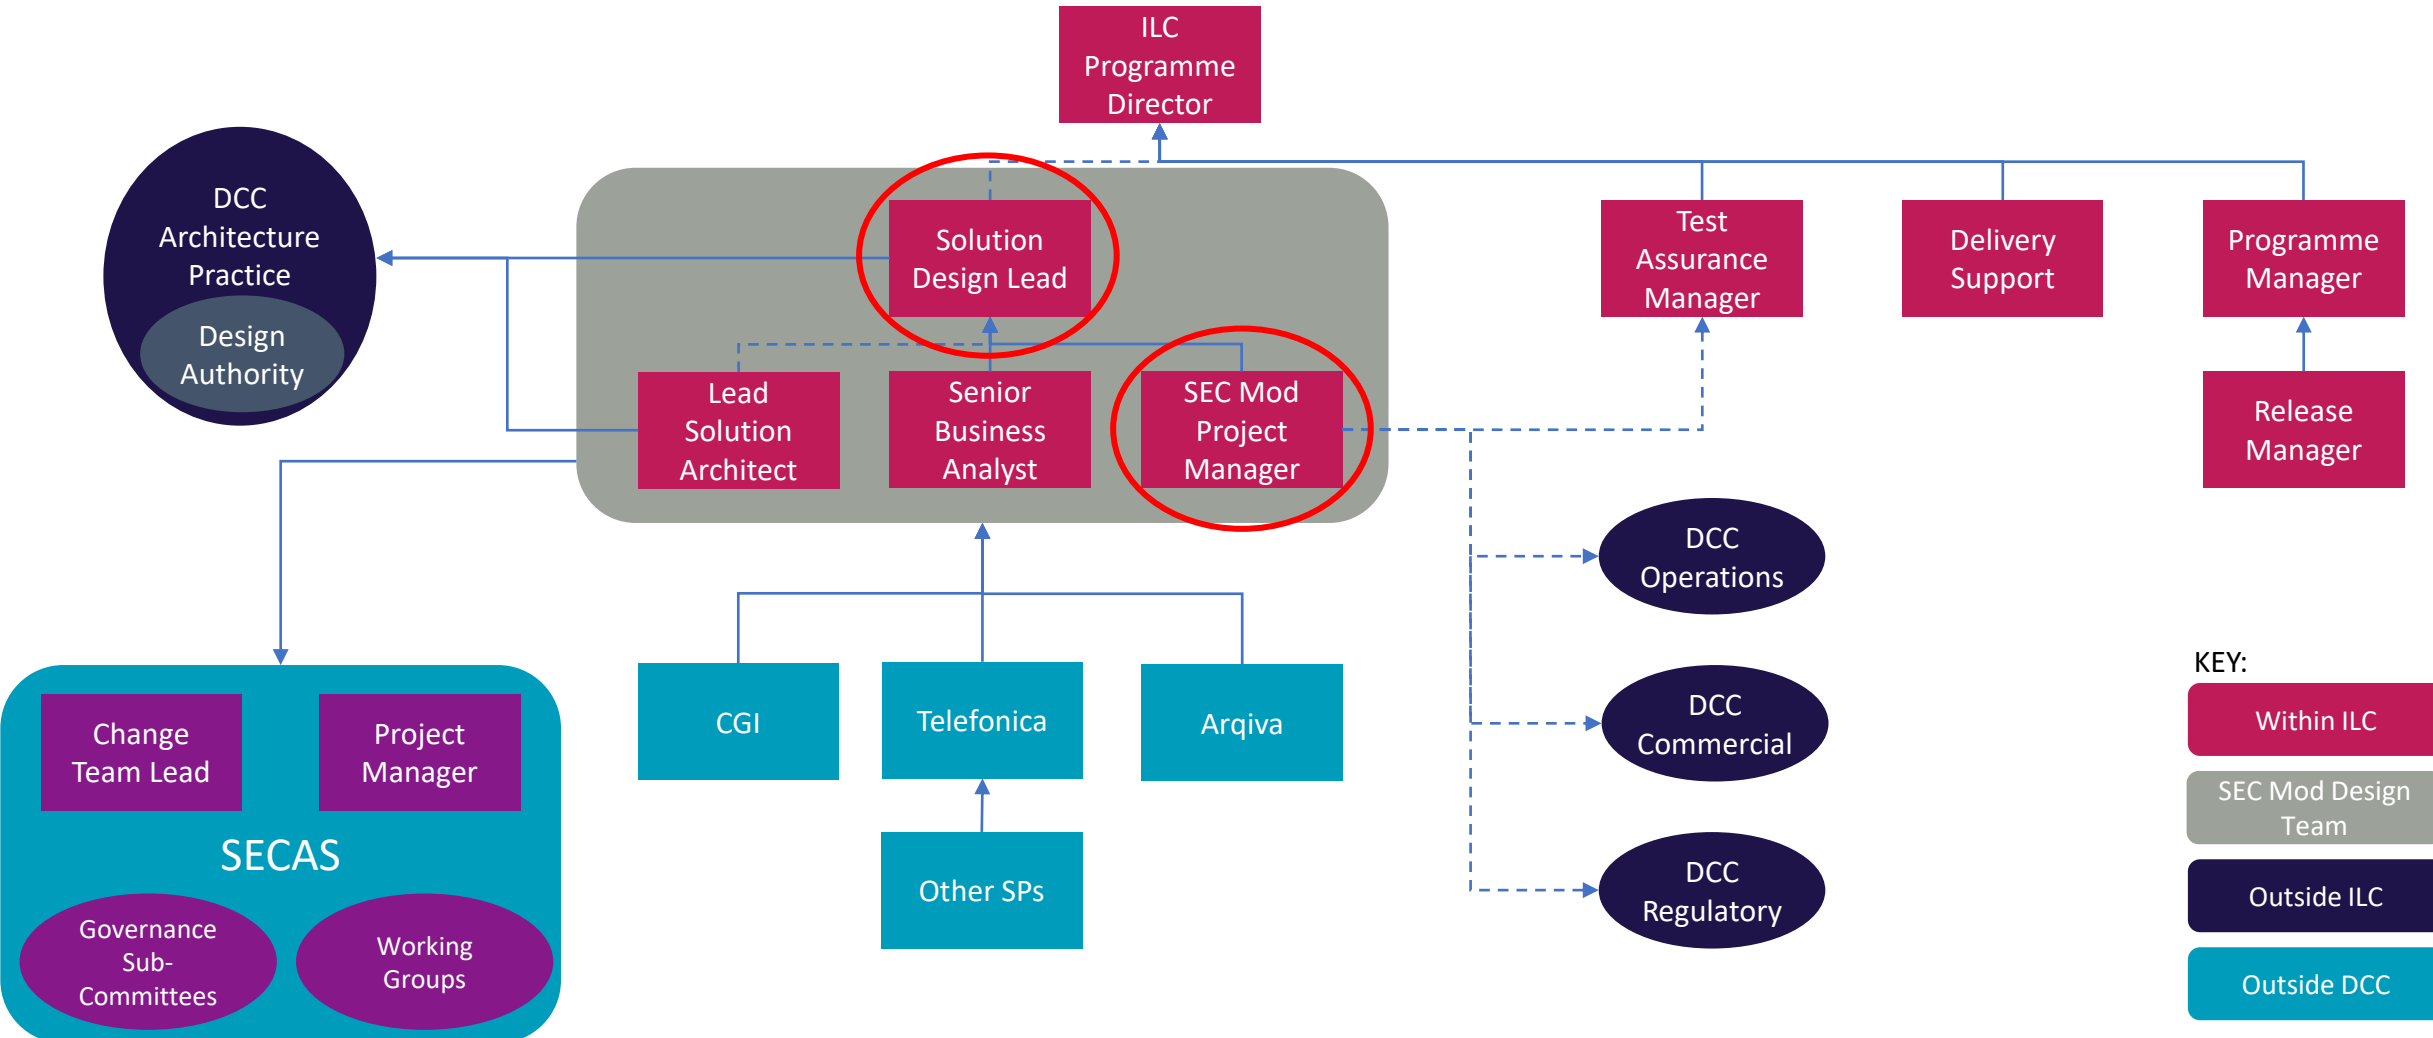 ILC
Programme
Director
DCC
Architecture
Practice
Design
Authority
Solution
Design Lead
Test
Assurance
Manager
Delivery
Support
Programme
Manager
Lead
Solution
Architect
Senior
Business
Analyst
SEC Mod
Project
Manager
Release
Manager
DCC
Operations
CGI
Telefonica
Arqiva
DCC
Commercial
Other SPs
DCC
Regulatory
Change
Team Lead
Project
Manager
SECAS
Governance
Sub-
Committees
Working
Groups
KEY:
Within ILC
SEC Mod Design
Team
Outside ILC
Outside DCC